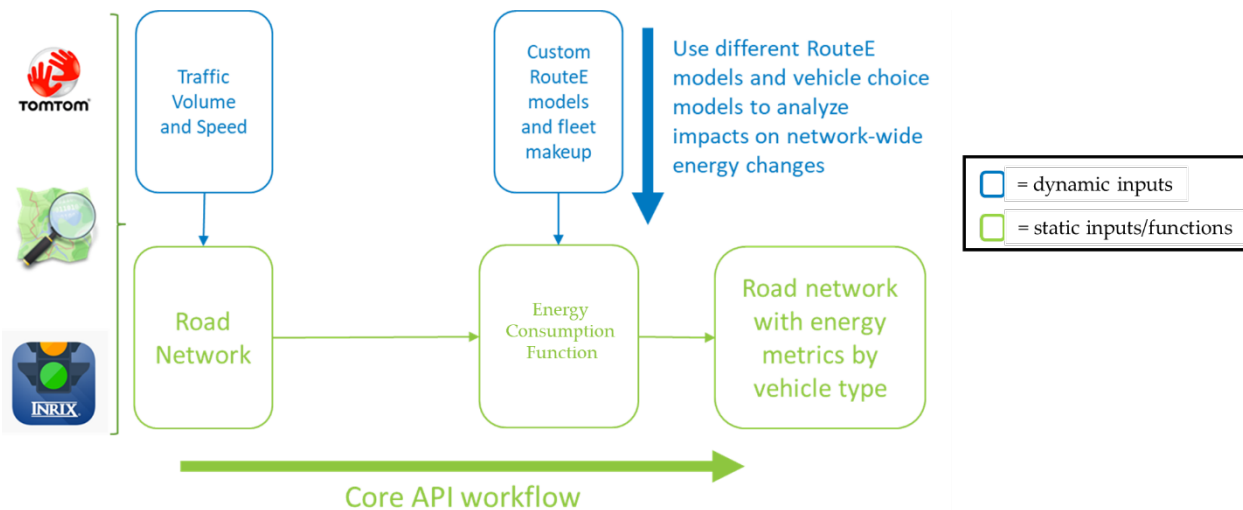 TOMTOM
INRIX
Traffic
Volume
and Speed
Custom
RouteE
models
and fleet
makeup
Use different RouteE
models and vehicle choice
models to analyze
impacts on network-wide
energy changes
= dynamic inputs
= static inputs/functions
Road
Network
Energy
Consumption
Function
Road network
with energy
metrics by
vehicle type
Core API workflow